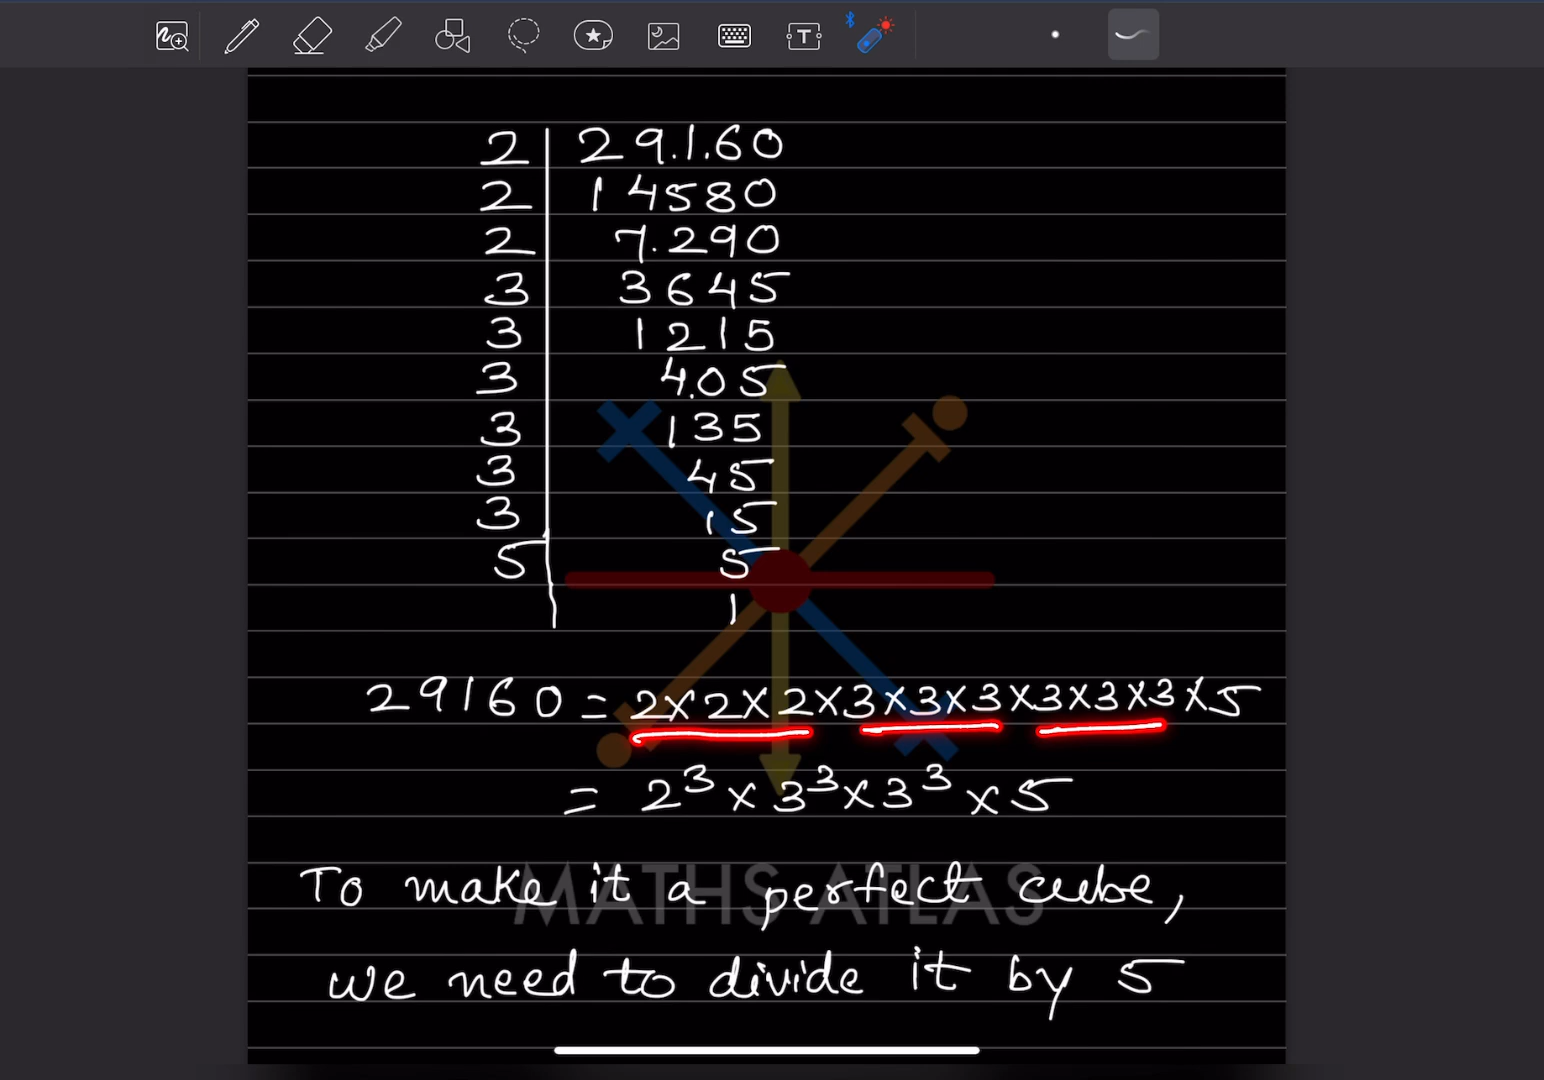 2 | 29160
2 | 14580
2 | 7290
3 | 3645
3 | 1215
3 | 405
3 | 135
3 | 45
3 | 15
5 | 5
| 1
29160 = 2×2×2×3×3×3×3×3×3×5
= 2³ × 3³ × 3³ × 5
MATHS ATLAS
To make it a perfect cube,
we need to divide it by 5